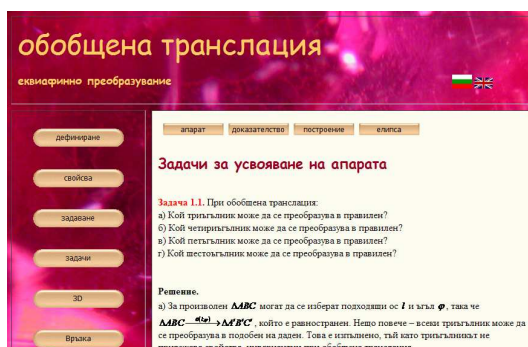 обобщена транслация
еквиафинно преобразуване
апарат доказателство построение елипса
дефиниране
свойсва
задаване
задачи
3D
Връзка
Задачи за усвояване на апарата
Задача 1.1. При обобщена транслация:
а) Кой триъгълник може да се преобразува в правилен?
б) Кой четириъгълник може да се преобразува в правилен?
в) Кой петъгълник може да се преобразува в правилен?
г) Кой шестоъгълник може да се преобразува в правилен?
Решение.
а) За произволен ΔABC могат да се изберат подходящи ос l и ъгъл φ, така че
ΔABC → ΔA'B'C', който е равностранен. Нещо повече – всеки триъгълник може да
се преобразува в подобен на даден. Това е изпълнено, тъй като триъгълникът не